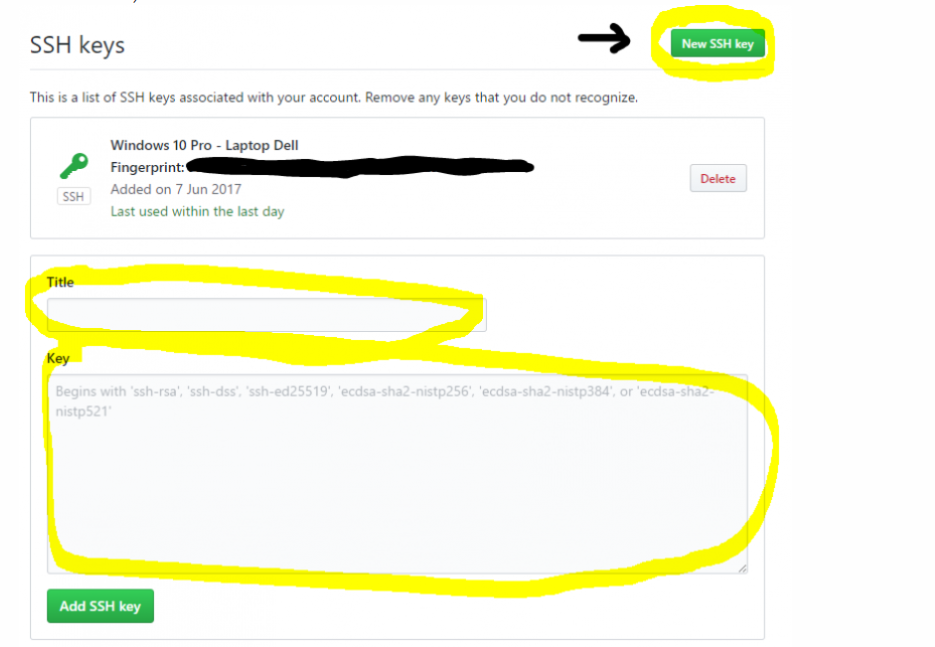 SSH keys
New SSH key
This is a list of SSH keys associated with your account. Remove any keys that you do not recognize.
Windows 10 Pro - Laptop Dell
Fingerprint:
SSH
Added on 7 Jun 2017
Last used within the last day
Delete
Title
Key
Begins with 'ssh-rsa', 'ssh-dss', 'ssh-ed25519', 'ecdsa-sha2-nistp256', 'ecdsa-sha2-nistp384', or 'ecdsa-sha2-
nistp521'
Add SSH key